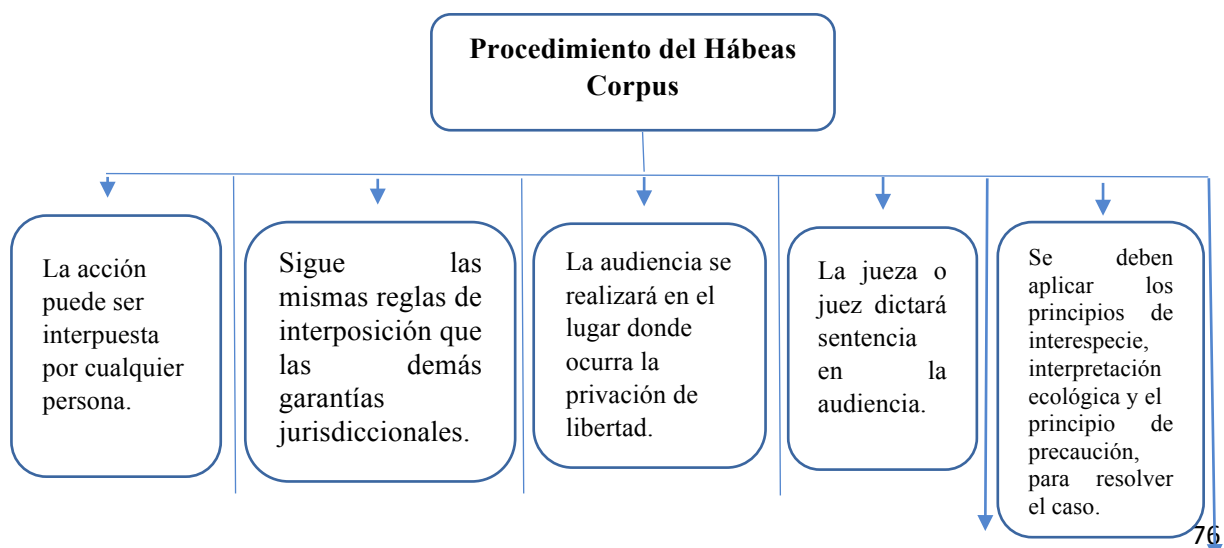 Procedimiento del Hábeas
Corpus
La acción
puede ser
interpuesta
por cualquier
persona.
Sigue las
mismas reglas de
interposición que
las demás
garantías
jurisdiccionales.
La audiencia se
realizará en el
lugar donde
ocurra la
privación de
libertad.
La jueza o
juez dictará
sentencia
en la
audiencia.
Se deben
aplicar los
principios de
interespecie,
interpretación
ecológica y el
principio de
precaución,
para resolver
el caso.
76